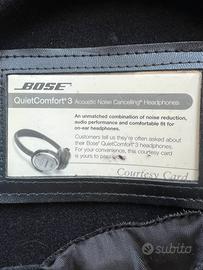 BOSE
QuietComfort® 3 Acoustic Noise Cancelling® Headphones
An unmatched combination of noise reduction,
audio performance and comfortable fit for
on-ear headphones.
Customers tell us they're often asked about
their Bose® QuietComfort® 3 headphones.
For your convenience, this courtesy card
is yours to pass
Courtesy Card
subito